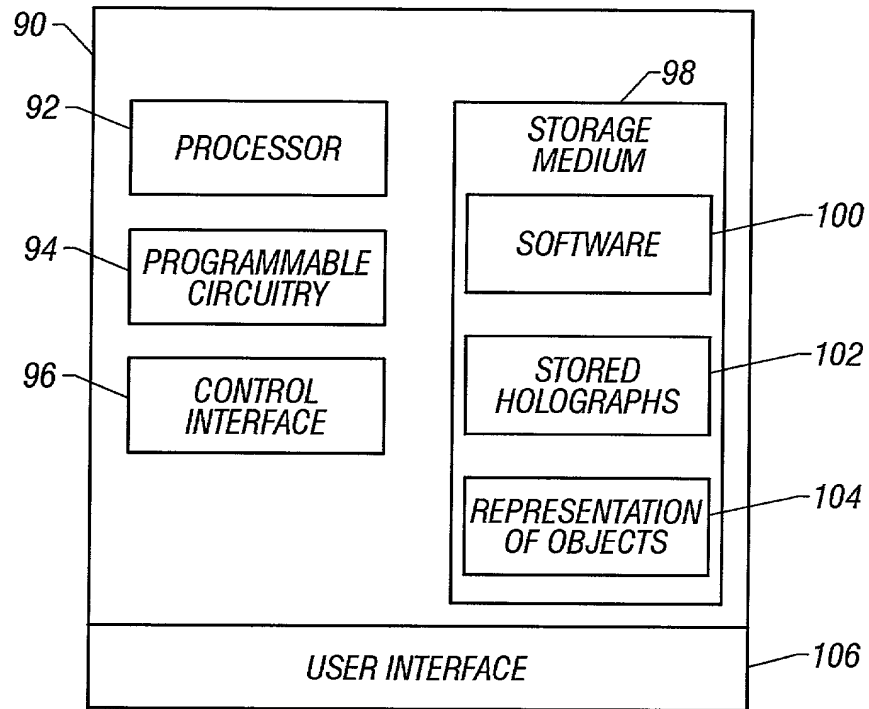 90
98
92
PROCESSOR
STORAGE
MEDIUM
100
SOFTWARE
94
PROGRAMMABLE
CIRCUITRY
96
CONTROL
INTERFACE
102
STORED
HOLOGRAPHS
104
REPRESENTATION
OF OBJECTS
USER INTERFACE
106